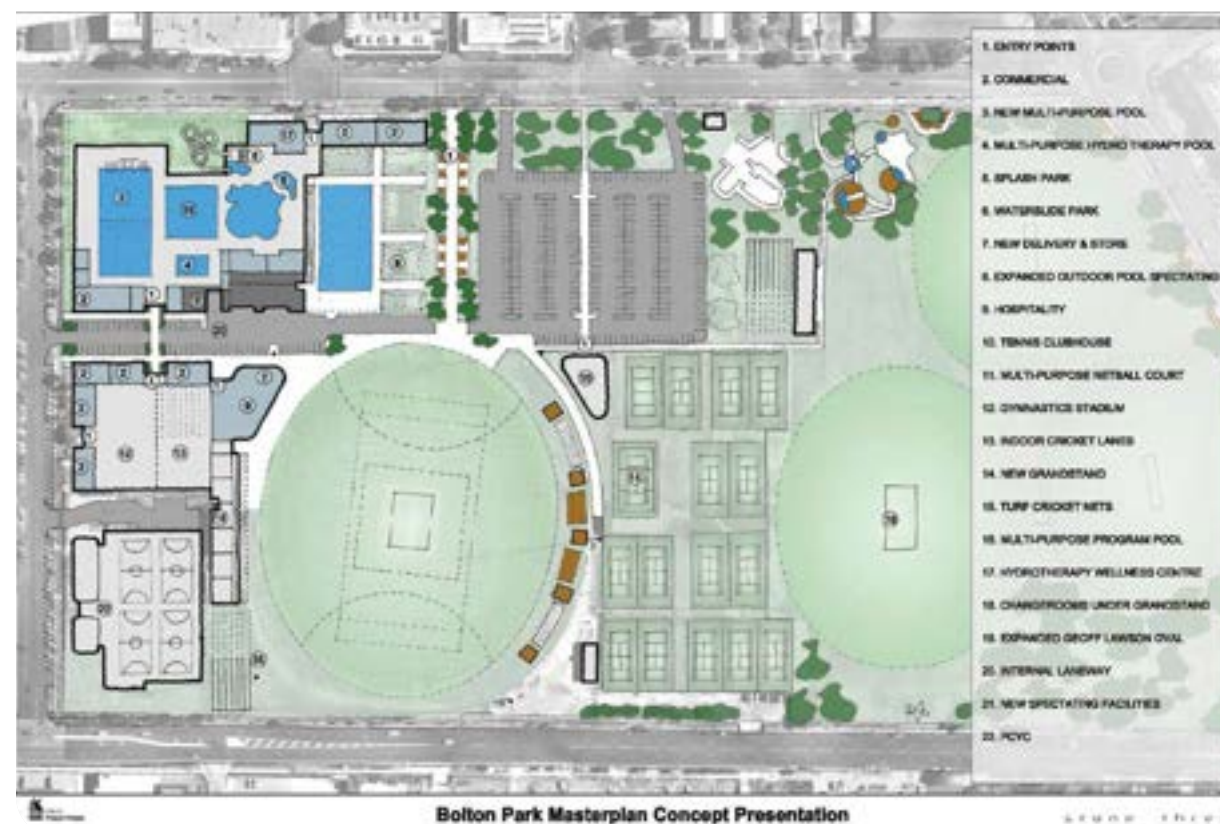 1. ENTRY POINTS
2. COMMERCIAL
3. NEW MULTI-PURPOSE POOL
4. MULTI-PURPOSE HYDRO THERAPY POOL
5. SPLASH PARK
6. WATERSLIDE PARK
7. NEW DELIVERY & STORE
8. EXPANDED OUTDOOR POOL SPECTATING
9. HOSPITALITY
10. TENNIS CLUBHOUSE
11. MULTI-PURPOSE NETBALL COURT
12. GYMNASTICS STADIUM
13. INDOOR CRICKET LANES
14. NEW GRANDSTAND
15. TURF CRICKET NETS
16. MULTI-PURPOSE PROGRAM POOL
17. HYDROTHERAPY WELLNESS CENTRE
18. CHANGEROOMS UNDER GRANDSTAND
19. EXPANDED GEOFF LAWSON OVAL
20. INTERNAL LANEWAY
21. NEW SPECTATING FACILITIES
22. PCYC
Bolton Park Masterplan Concept Presentation